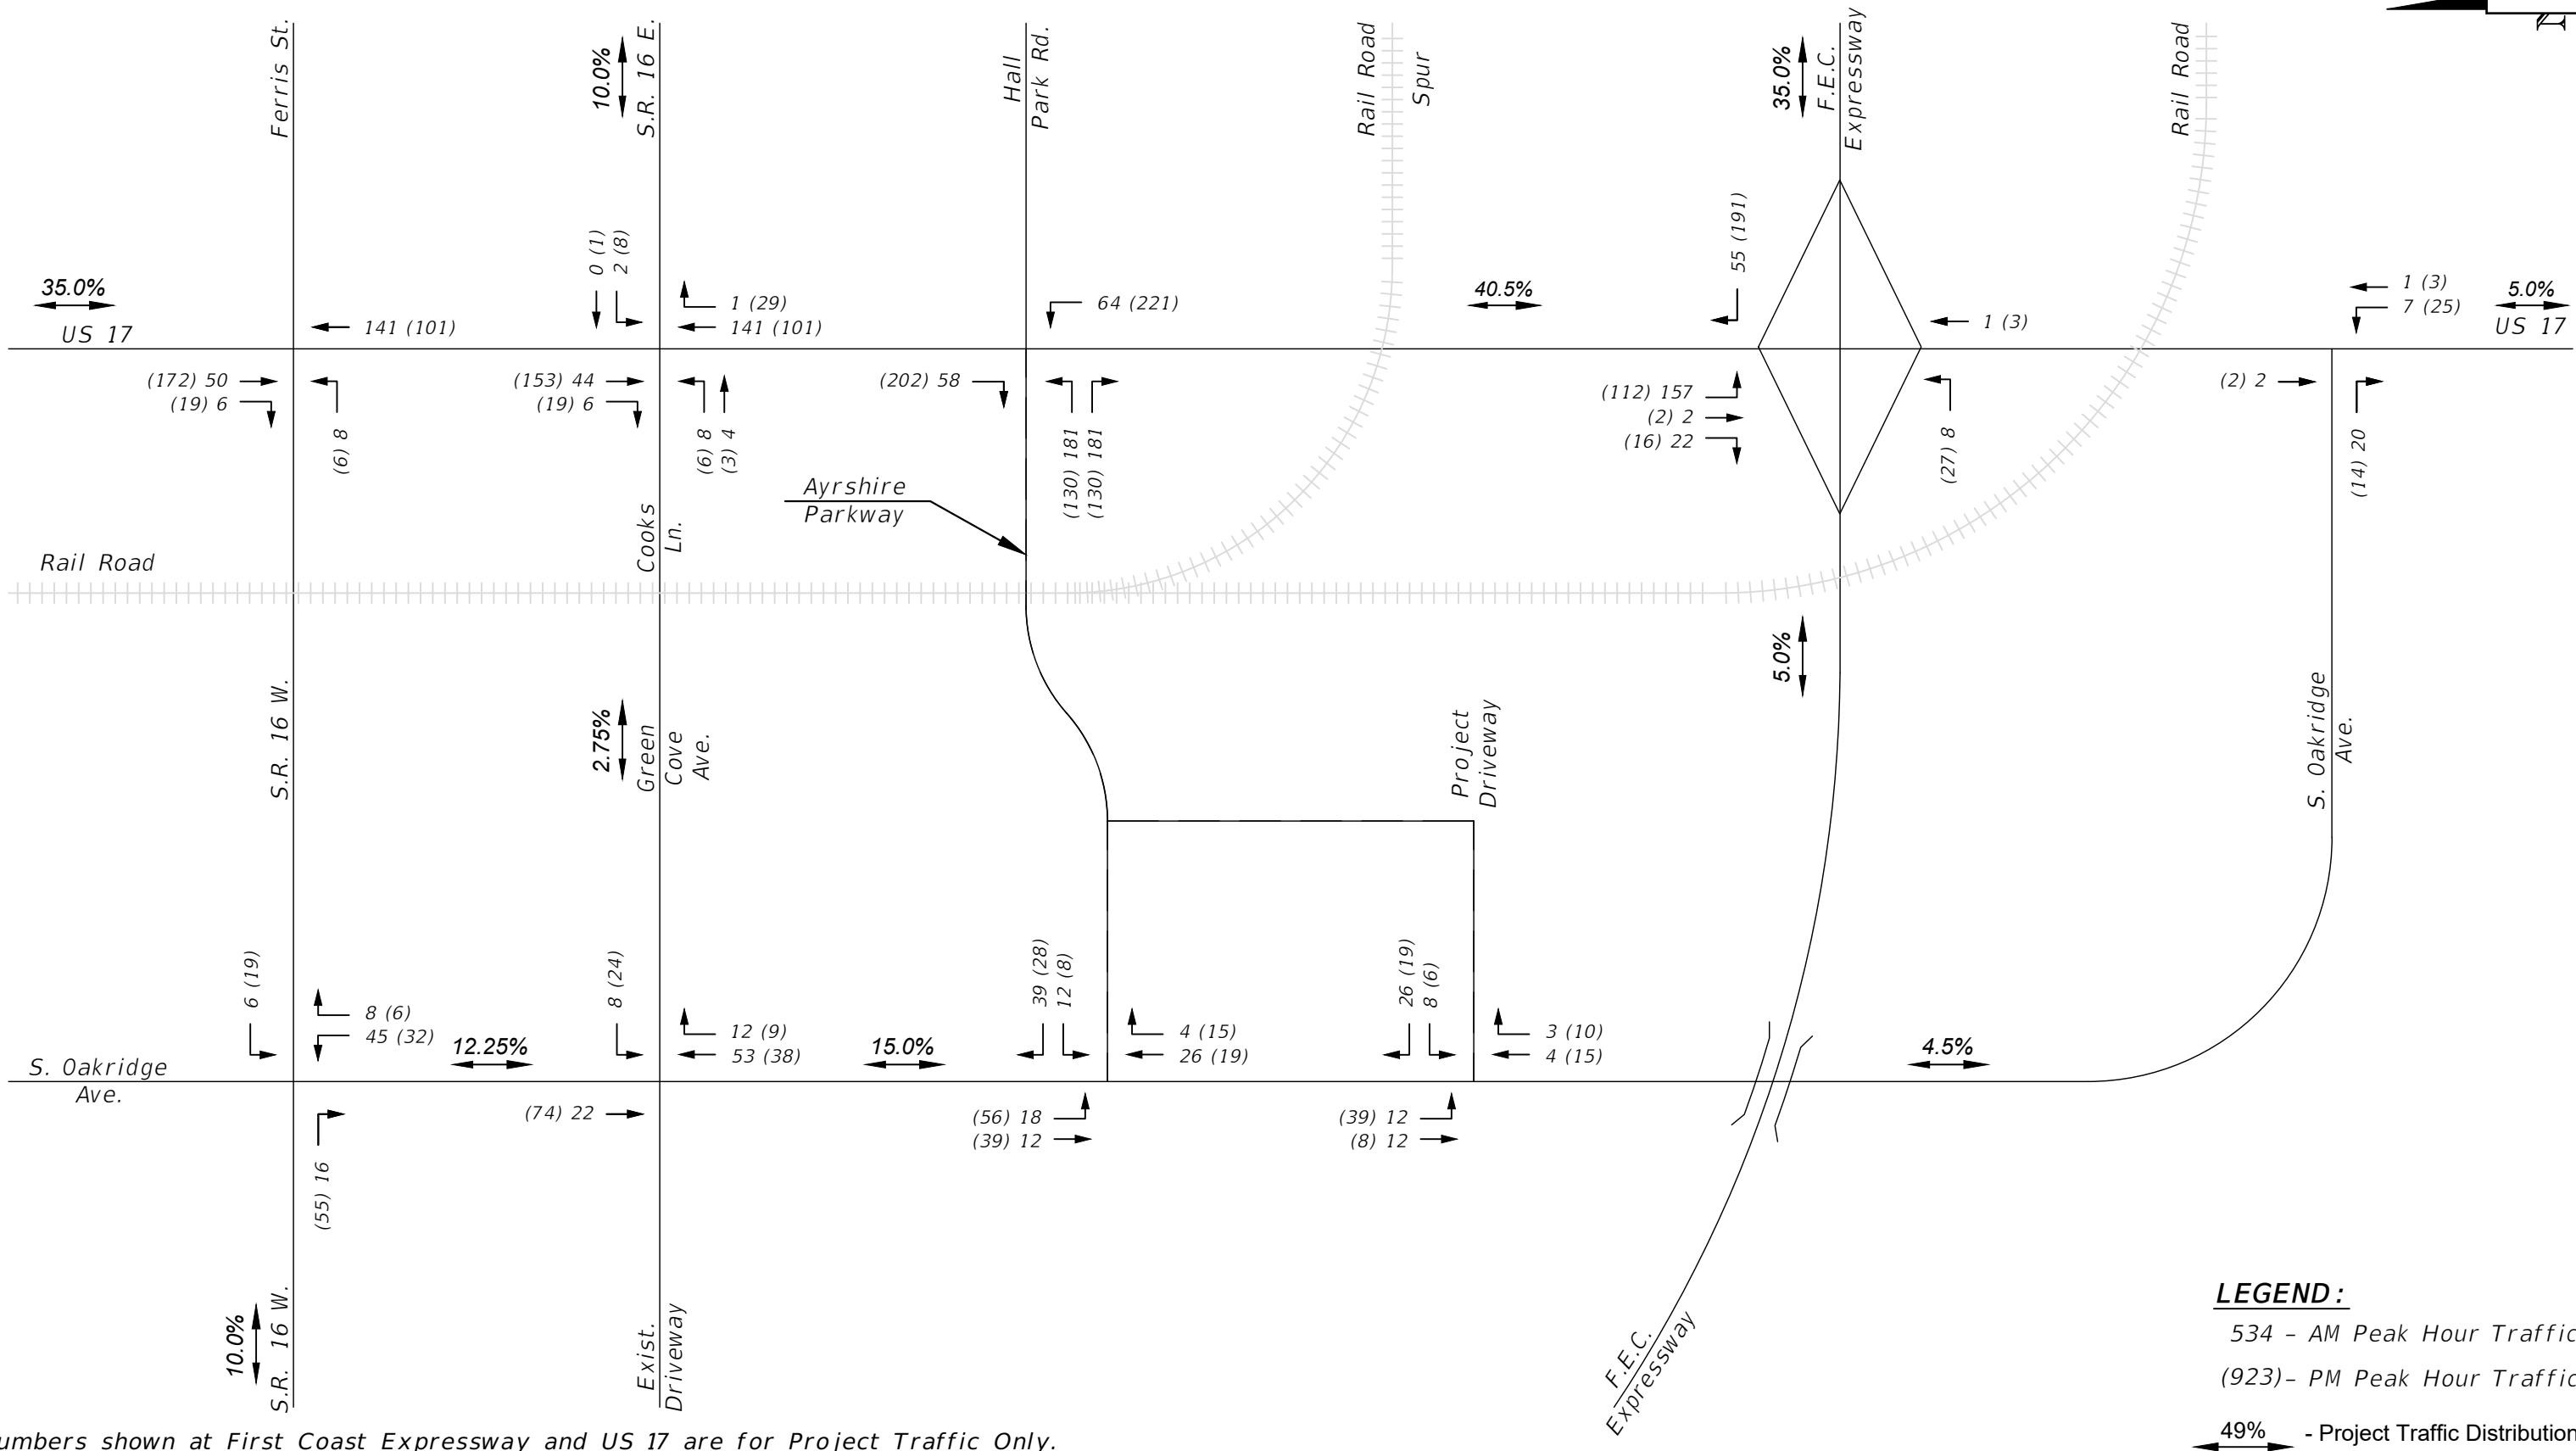 Ferris St.
10.0%
S.R. 16 E.
Hall
Park Rd.
Rail Road
Spur
35.0%
F.E.C.
Expressway
Rail Road
35.0%
US 17
141 (101)
0 (1)
2 (8)
1 (29)
141 (101)
64 (221)
40.5%
55 (191)
1 (3)
1 (3)
7 (25)
5.0%
US 17
(172) 50
(19) 6
(6) 8
(153) 44
(19) 6
(6) 8
(3) 4
(202) 58
(130) 181
(130) 181
(112) 157
(2) 2
(16) 22
(27) 8
(2) 2
(14) 20
Ayrshire
Parkway
Cooks
Ln.
Rail Road
S.R. 16 W.
2.75%
Green
Cove
Ave.
Project
Driveway
5.0%
S. Oakridge
Ave.
6 (19)
8 (6)
45 (32)
12.25%
8 (24)
12 (9)
53 (38)
15.0%
39 (28)
12 (8)
4 (15)
26 (19)
26 (19)
8 (6)
3 (10)
4 (15)
4.5%
S. Oakridge
Ave.
(55) 16
(74) 22
(56) 18
(39) 12
(39) 12
(8) 12
10.0%
S.R. 16 W.
Exist.
Driveway
F.E.C.
Expressway
LEGEND:
534 - AM Peak Hour Traffic
(923)- PM Peak Hour Traffic
49% - Project Traffic Distribution
umbers shown at First Coast Expressway and US 17 are for Project Traffic Only.